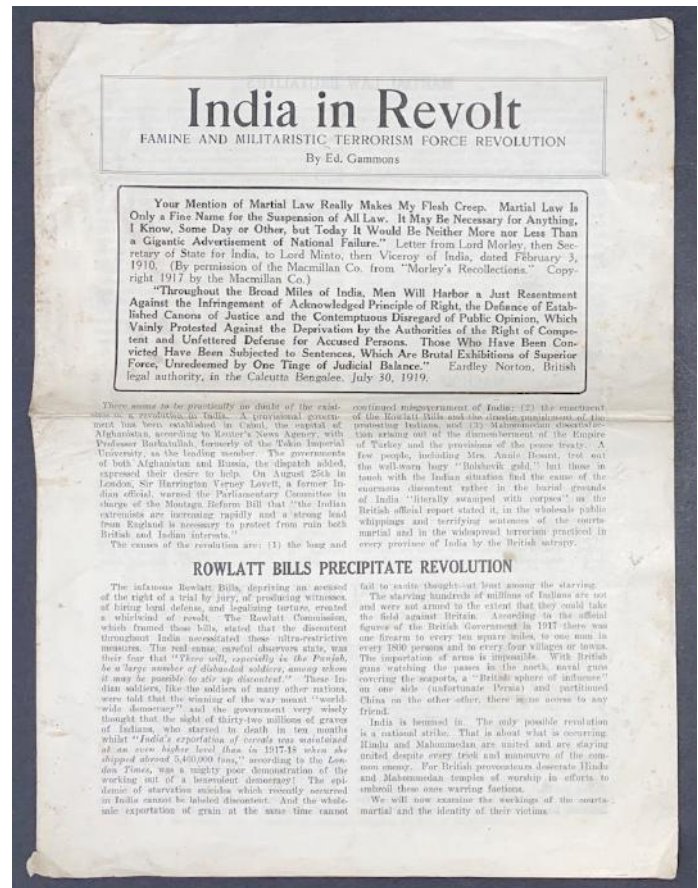 India in Revolt
FAMINE AND MILITARISTIC TERRORISM FORCE REVOLUTION
By Ed. Gammons
Your Mention of Martial Law Really Makes My Flesh Creep. Martial Law Is
Only a Fine Name for the Suspension of All Law. It May Be Necessary for Anything,
I Know, Some Day or Other, but Today It Would Be Neither More nor Less Than
a Gigantic Advertisement of National Failure." Letter from Lord Morley, then Sec-
retary of State for India, to Lord Minto, then Viceroy of India, dated February 3,
1910. (By permission of the Macmillan Co. from "Morley's Recollections." Copy-
right 1917 by the Macmillan Co.)
"Throughout the Broad Miles of India, Men Will Harbor a Just Resentment
Against the Infringement of Acknowledged Principle of Right, the Defiance of Estab-
lished Canons of Justice and the Contemptuous Disregard of Public Opinion, Which
Vainly Protested Against the Deprivation by the Authorities of the Right of Compe-
tent and Unfettered Defense for Accused Persons. Those Who Have Been Con-
victed Have Been Subjected to Sentences, Which Are Brutal Exhibitions of Superior
Force, Unredeemed by One Tinge of Judicial Balance." Eardley Norton, British
legal authority, in the Calcutta Bengalee, July 30, 1919.
There seems to be practically no doubt of the exist-
ence of a revolution in India. A provisional govern-
ment has been established in Cabul, the capital of
Afghanistan, according to Reuter's News Agency, with
Professor Barkatullah, formerly of the Tokio Imperial
University, as the leading member. The governments
of both Afghanistan and Russia, the dispatch added,
expressed their desire to help. On August 25th in
London, Sir Harrington Verney Lovett, a former In-
dian official, warned the Parliamentary Committee in
charge of the Montagu Reform Bill that "the Indian
extremists are increasing rapidly and a strong lead
from England is necessary to protect from ruin both
British and Indian interests."
The causes of the revolution are: (1) the long and
continued misgovernment of India; (2) the enactment
of the Rowlatt Bills and the drastic punishment of the
protesting Indians, and (3) Mahommedan dissatisfac-
tion arising out of the dismemberment of the Empire
of Turkey and the provisions of the peace treaty. A
few people, including Mrs. Annie Besant, trot out
the well-worn bogy "Bolshevik gold," but those in
touch with the Indian situation find the cause of the
enormous discontent rather in the burial grounds
of India "literally swamped with corpses" as the
British official report stated it, in the wholesale public
whippings and terrifying sentences of the courts-
martial and in the widespread terrorism practiced in
every province of India by the British satrapy.
ROWLATT BILLS PRECIPITATE REVOLUTION
The infamous Rowlatt Bills, depriving an accused
of the right of a trial by jury, of producing witnesses,
of hiring legal defense, and legalizing torture, created
a whirlwind of revolt. The Rowlatt Commission,
which framed these bills, stated that the discontent
throughout India necessitated these ultra-restrictive
measures. The real cause, careful observers state, was
their fear that "There will, especially in the Punjab,
be a large number of disbanded soldiers, among whom
it may be possible to stir up discontent." These In-
dian soldiers, like the soldiers of many other nations,
were told that the winning of the war meant "world-
wide democracy" and the government very wisely
thought that the sight of thirty-two millions of graves
of Indians, who starved to death in ten months
whilst "India's exportation of cereals was maintained
at an even higher level than in 1917-18 when she
shipped abroad 5,400,000 tons," according to the Lon-
don Times, was a mighty poor demonstration of the
working out of a benevolent democracy! The epi-
demic of starvation suicides which recently occurred
in India cannot be labeled discontent. And the whole-
sale exportation of grain at the same time cannot
fail to excite thought at least among the starving.
The starving hundreds of millions of Indians are not
and were not armed to the extent that they could take
the field against Britain. According to the official
figures of the British Government in 1917 there was
one firearm to every ten square miles, to one man in
every 1800 persons and to every four villages or towns.
The importation of arms is impossible. With British
guns watching the passes in the north, naval guns
covering the seaports, a "British sphere of influence"
on one side (unfortunate Persia) and partitioned
China on the other other, there is no access to any
friend.
India is hemmed in. The only possible revolution
is a national strike. That is about what is occurring.
Hindu and Mahommedan are united and are staying
united despite every trick and manouvre of the com-
mon enemy. For British provocateurs desecrate Hindu
and Mahommedan temples of worship in efforts to
embroil these once warring factions.
We will now examine the workings of the courts-
martial and the identity of their victims.